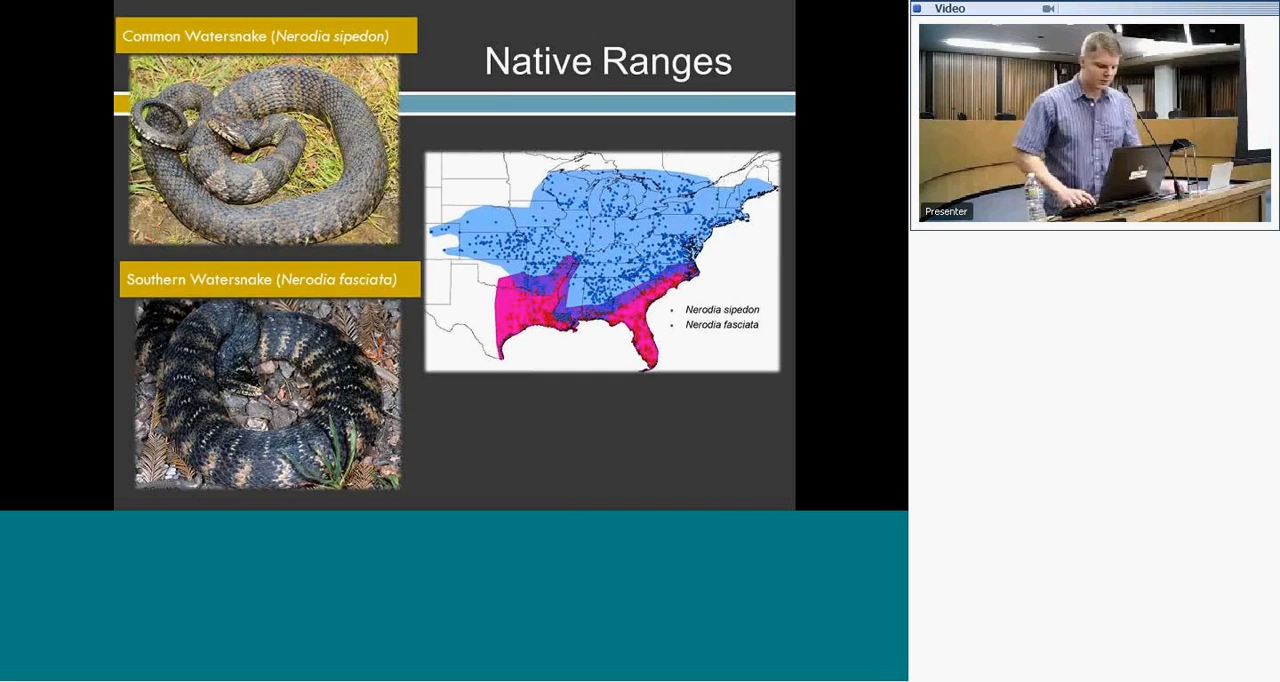 Common Watersnake (Nerodia sipedon)
Native Ranges
Southern Watersnake (Nerodia fasciata)
• Nerodia sipedon
• Nerodia fasciata
Video
Presenter